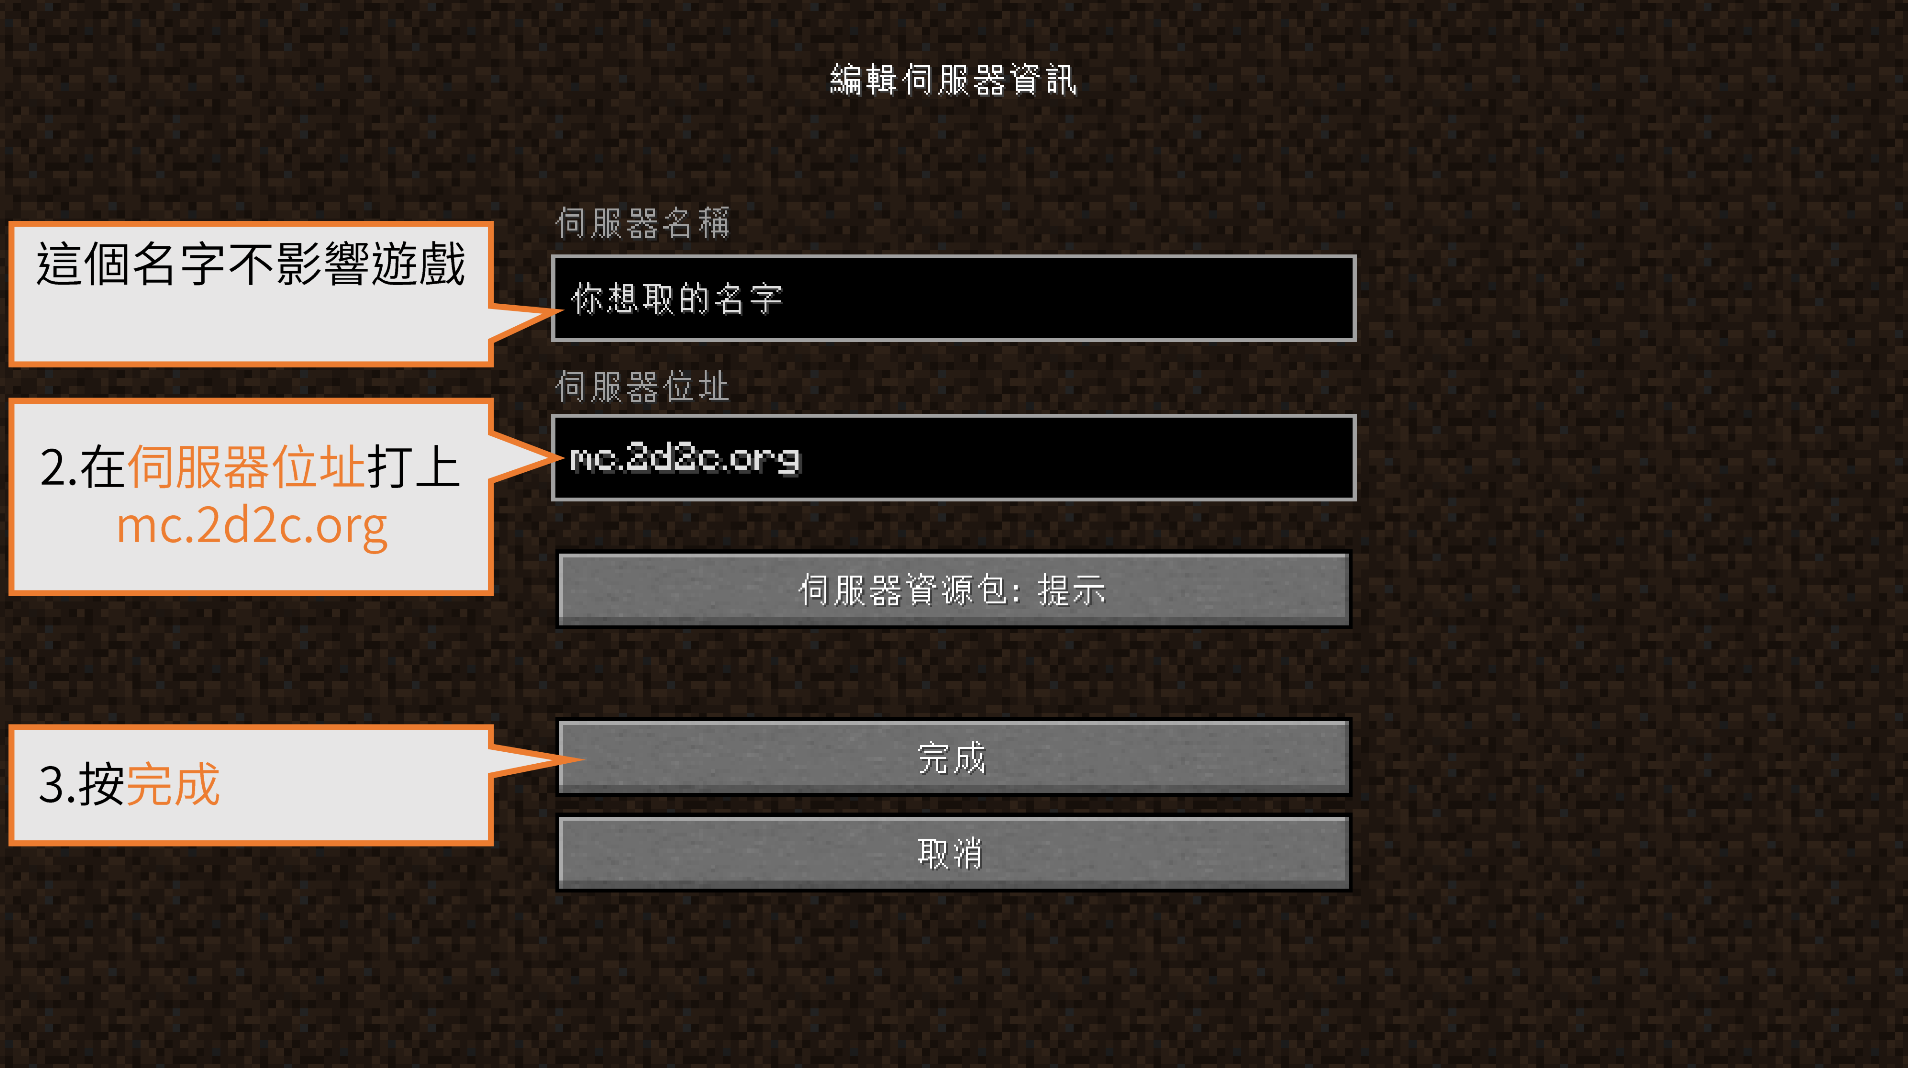 編輯伺服器資訊
伺服器名稱
這個名字不影響遊戲
你想取的名字
伺服器位址
2.在伺服器位址打上
mc.2d2c.org
mc.2d2c.org
伺服器資源包: 提示
3.按完成
完成
取消